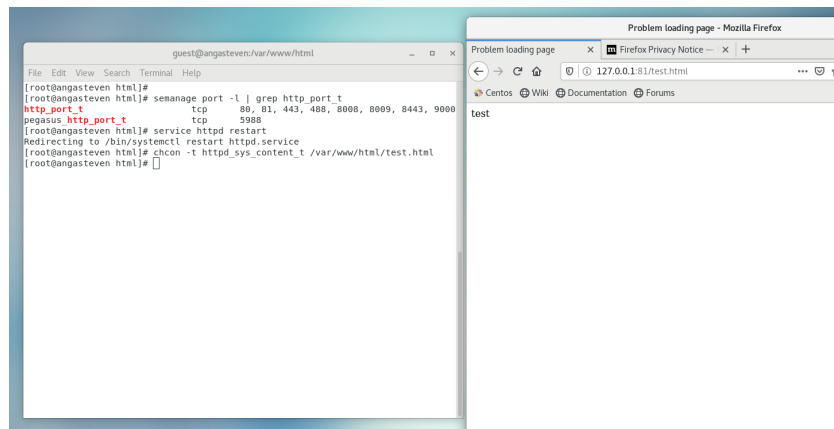 guest@angasteven:/var/www/html
File Edit View Search Terminal Help
[root@angasteven html]#
[root@angasteven html]# semanage port -l | grep http_port_t
http_port_t tcp 80, 81, 443, 488, 8008, 8009, 8443, 9000
pegasus_http_port_t tcp 5988
[root@angasteven html]# service httpd restart
Redirecting to /bin/systemctl restart httpd.service
[root@angasteven html]# chcon -t httpd_sys_content_t /var/www/html/test.html
[root@angasteven html]#
Problem loading page - Mozilla Firefox
Problem loading page × m Firefox Privacy Notice — × +
127.0.0.1:81/test.html
Centos Wiki Documentation Forums
test